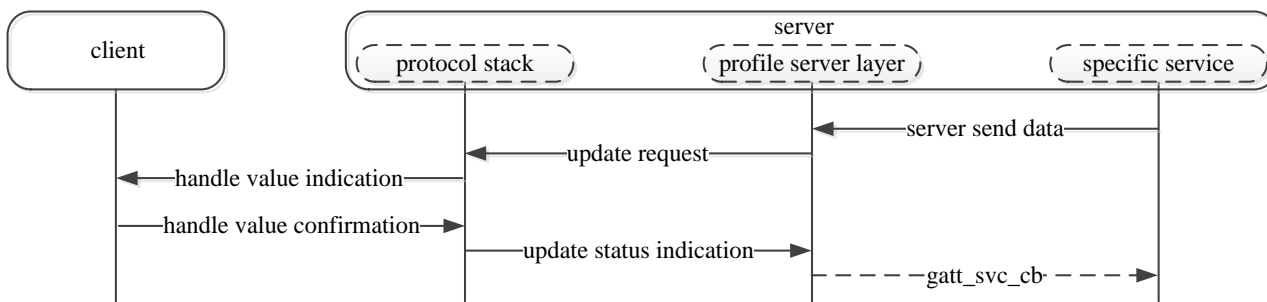 server
client
protocol stack
profile server layer
specific service
server send data
update request
handle value indication
handle value confirmation
update status indication
gatt_svc_cb